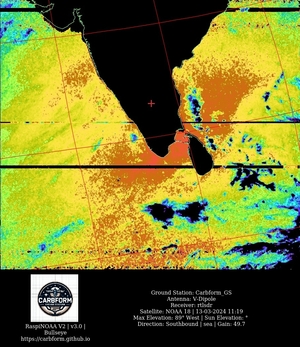 CARBFORM
RaspiNOAA V2 | v3.0 |
Bullseye
https://carbform.github.io
Ground Station: Carbform_GS
Antenna: V-Dipole
Receiver: rtlsdr
Satellite: NOAA 18 | 13-03-2024 11:19
Max Elevation: 89° West | Sun Elevation: °
Direction: Southbound | sea | Gain: 49.7